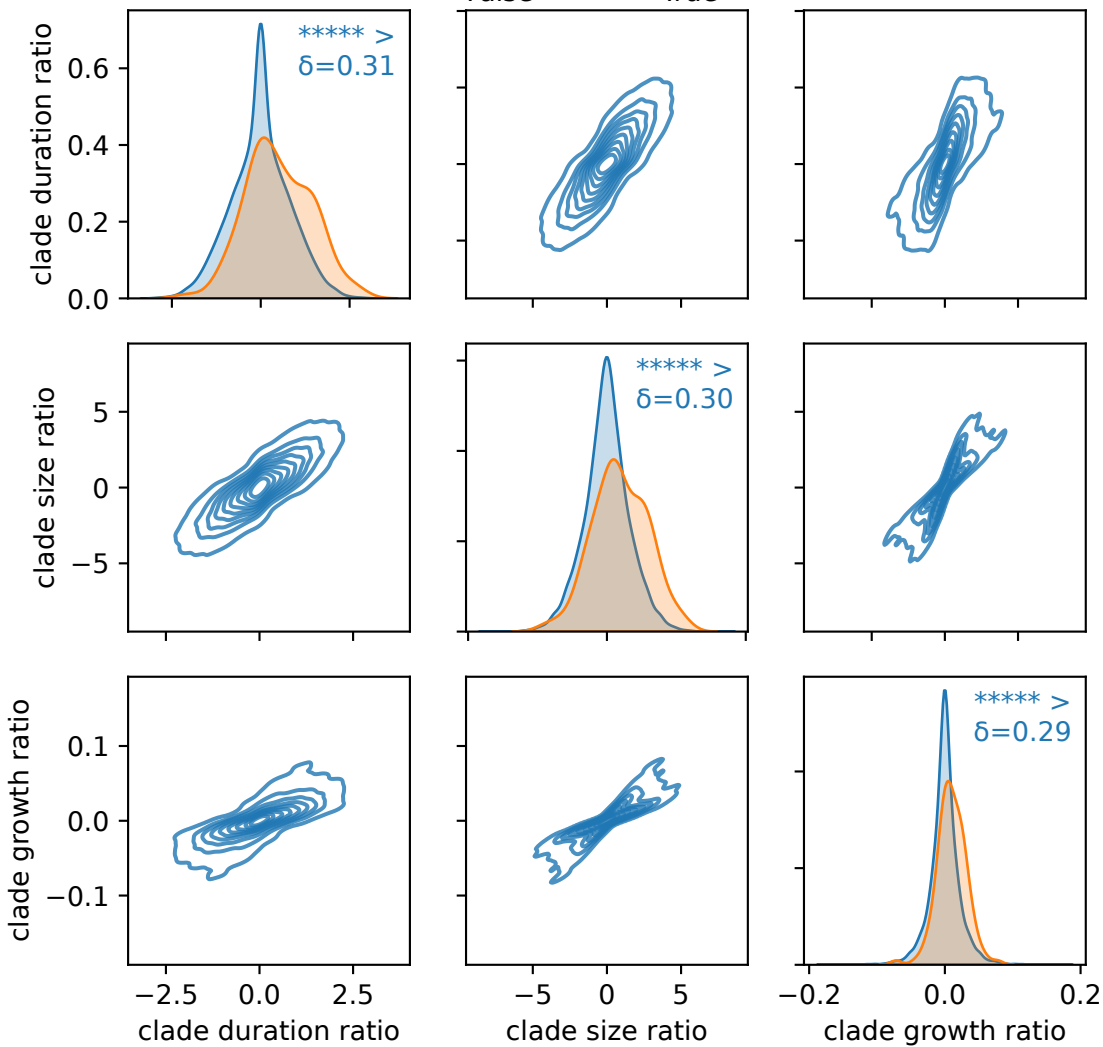 ***** >
δ=0.31
clade duration ratio
0.6
0.4
0.2
0.0
***** >
δ=0.30
clade size ratio
5
0
−5
***** >
δ=0.29
clade growth ratio
0.1
0.0
−0.1
−2.5 0.0 2.5 −5 0 5 −0.2 0.0 0.2
clade duration ratio clade size ratio clade growth ratio